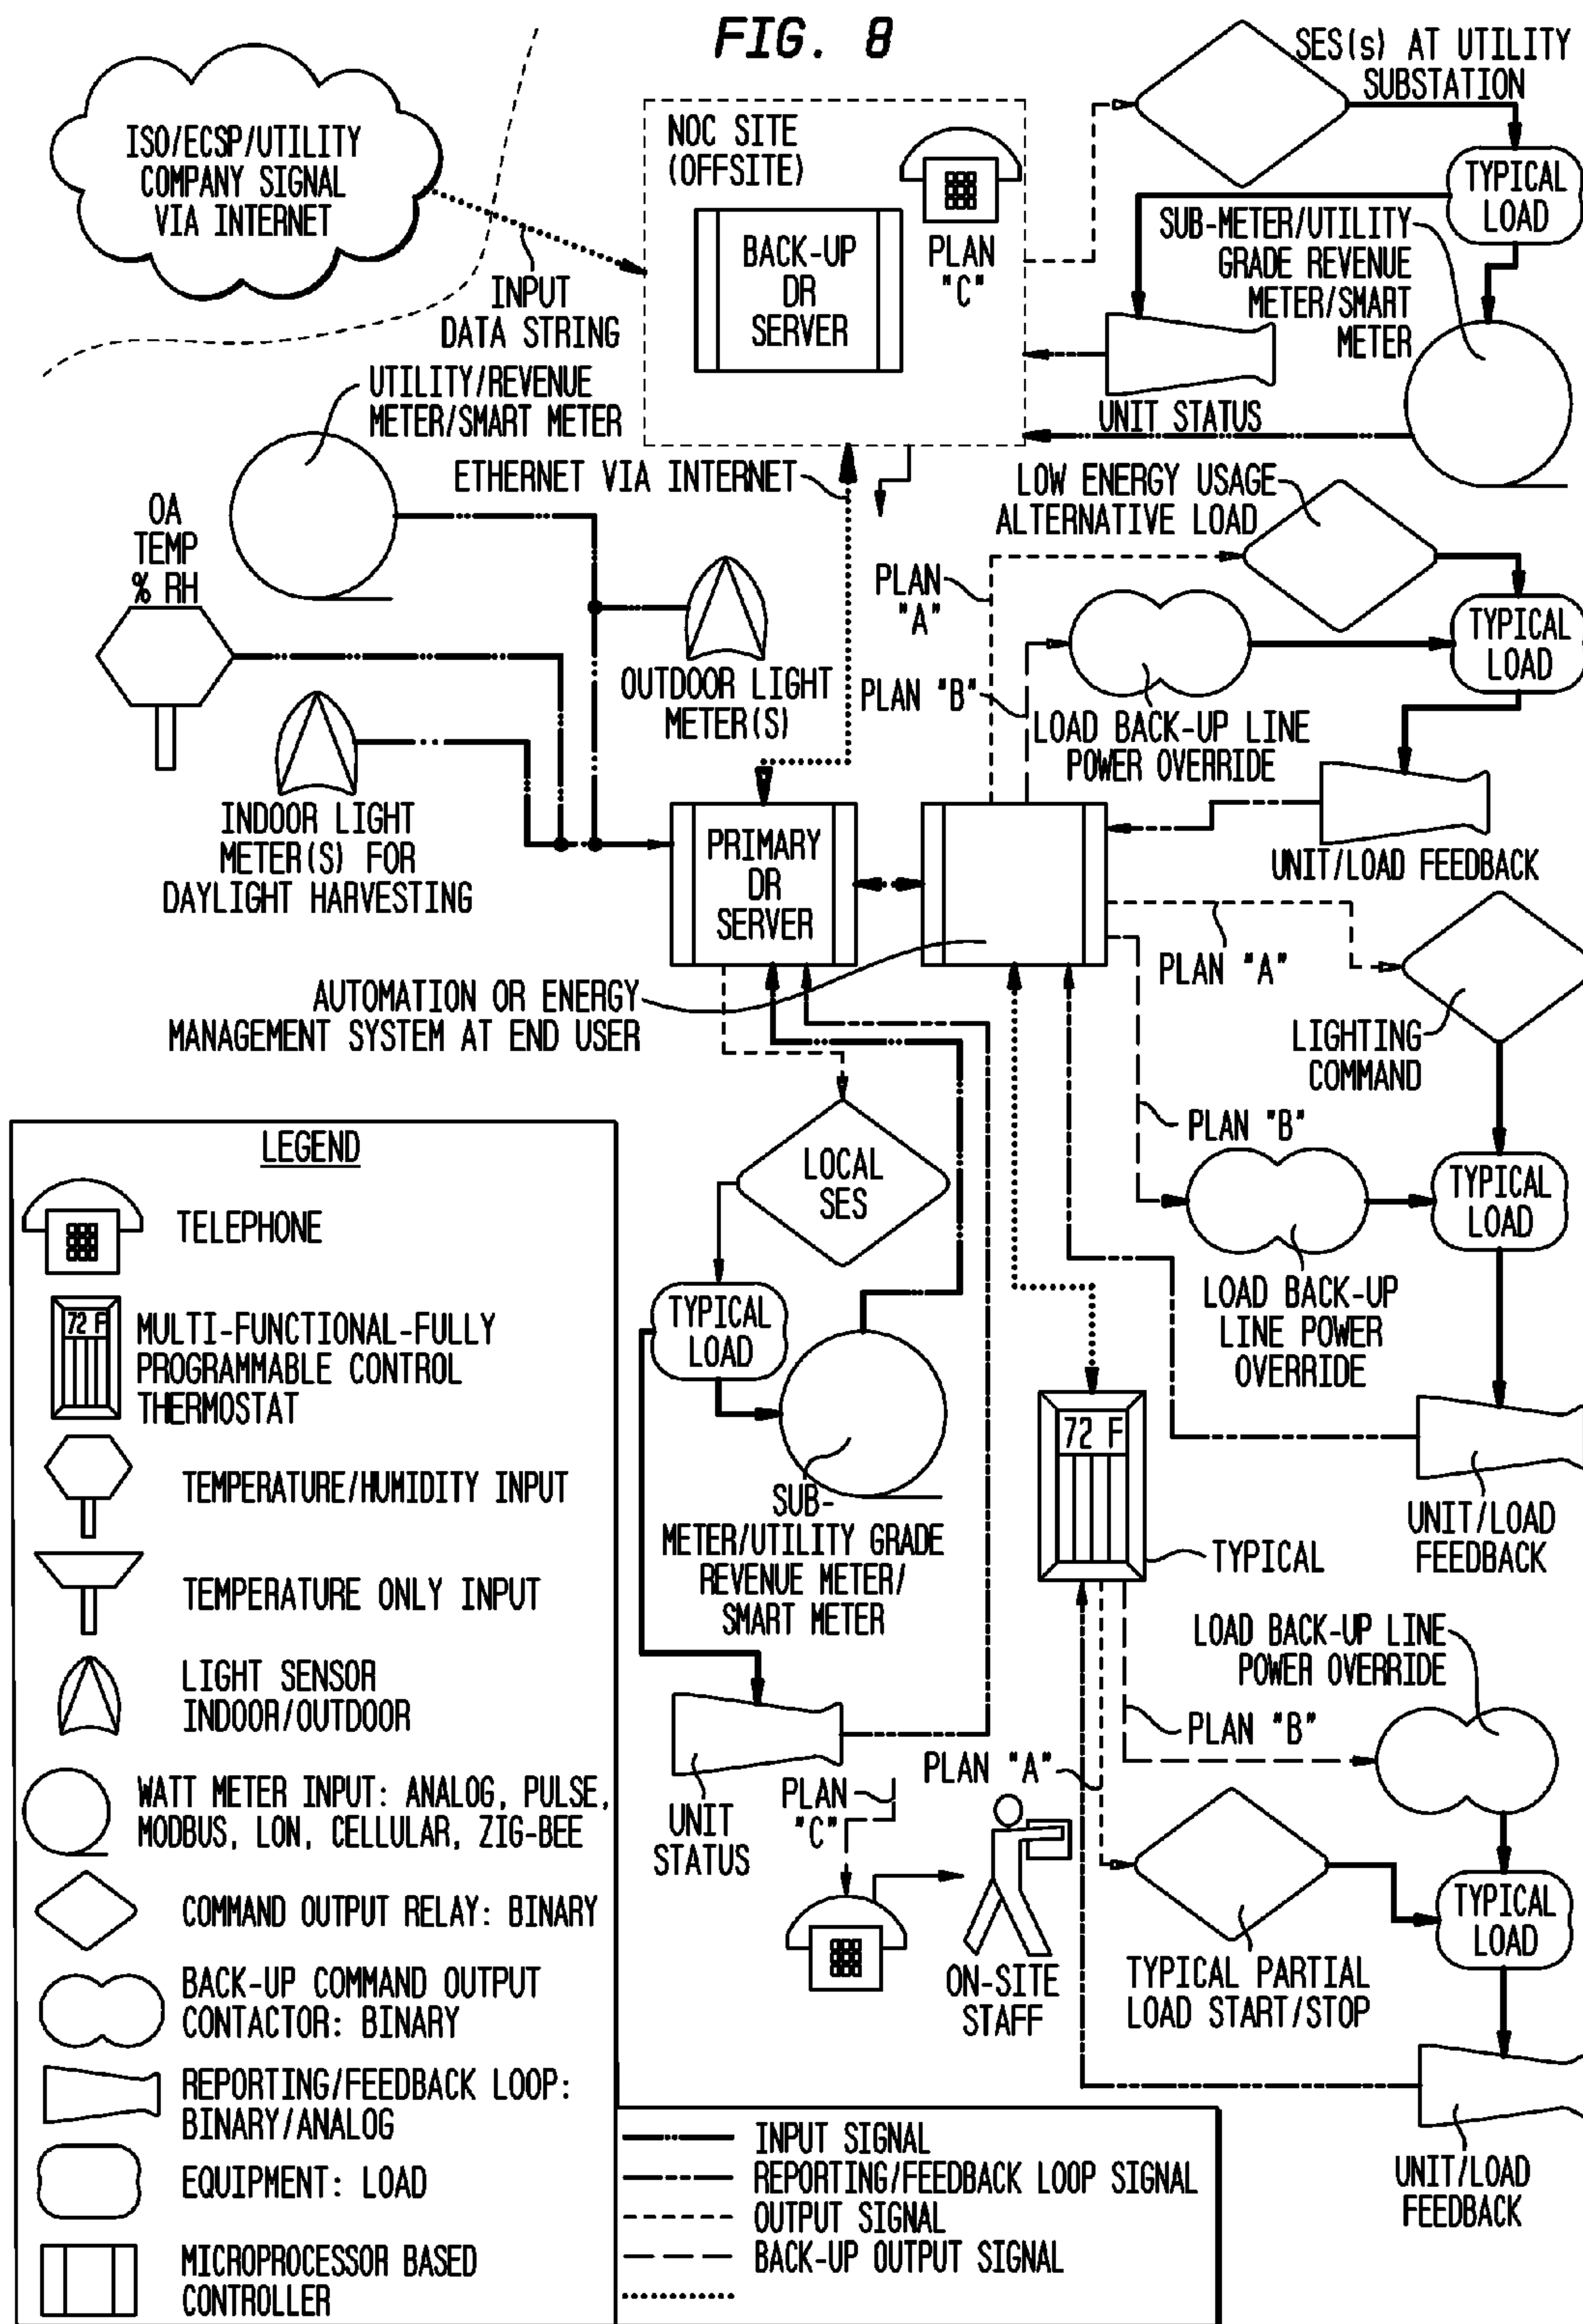 FIG. 8
ISO/ECSP/UTILITY
COMPANY SIGNAL
VIA INTERNET
INPUT
DATA STRING
NOC SITE
(OFFSITE)
BACK-UP
DR
SERVER
PLAN
"C"
SES(s) AT UTILITY
SUBSTATION
TYPICAL
LOAD
SUB-METER/UTILITY
GRADE REVENUE
METER/SMART
METER
UNIT STATUS
UTILITY/REVENUE
METER/SMART METER
ETHERNET VIA INTERNET
OA
TEMP
% RH
OUTDOOR LIGHT
METER(S)
INDOOR LIGHT
METER(S) FOR
DAYLIGHT HARVESTING
LOW ENERGY USAGE
ALTERNATIVE LOAD
PLAN
"A"
PLAN "B"
TYPICAL
LOAD
LOAD BACK-UP LINE
POWER OVERRIDE
UNIT/LOAD FEEDBACK
PRIMARY
DR
SERVER
AUTOMATION OR ENERGY
MANAGEMENT SYSTEM AT END USER
PLAN "A"
LIGHTING
COMMAND
PLAN "B"
TYPICAL
LOAD
LOAD BACK-UP
LINE POWER
OVERRIDE
UNIT/LOAD
FEEDBACK
LOCAL
SES
TYPICAL
LOAD
SUB-
METER/UTILITY GRADE
REVENUE METER/
SMART METER
UNIT
STATUS
72 F
TYPICAL
LOAD BACK-UP LINE
POWER OVERRIDE
PLAN "B"
PLAN "A"
PLAN
"C"
ON-SITE
STAFF
TYPICAL PARTIAL
LOAD START/STOP
TYPICAL
LOAD
UNIT/LOAD
FEEDBACK
LEGEND
TELEPHONE
72 F
MULTI-FUNCTIONAL-FULLY
PROGRAMMABLE CONTROL
THERMOSTAT
TEMPERATURE/HUMIDITY INPUT
TEMPERATURE ONLY INPUT
LIGHT SENSOR
INDOOR/OUTDOOR
WATT METER INPUT: ANALOG, PULSE,
MODBUS, LON, CELLULAR, ZIG-BEE
COMMAND OUTPUT RELAY: BINARY
BACK-UP COMMAND OUTPUT
CONTACTOR: BINARY
REPORTING/FEEDBACK LOOP:
BINARY/ANALOG
EQUIPMENT: LOAD
MICROPROCESSOR BASED
CONTROLLER
INPUT SIGNAL
REPORTING/FEEDBACK LOOP SIGNAL
OUTPUT SIGNAL
BACK-UP OUTPUT SIGNAL